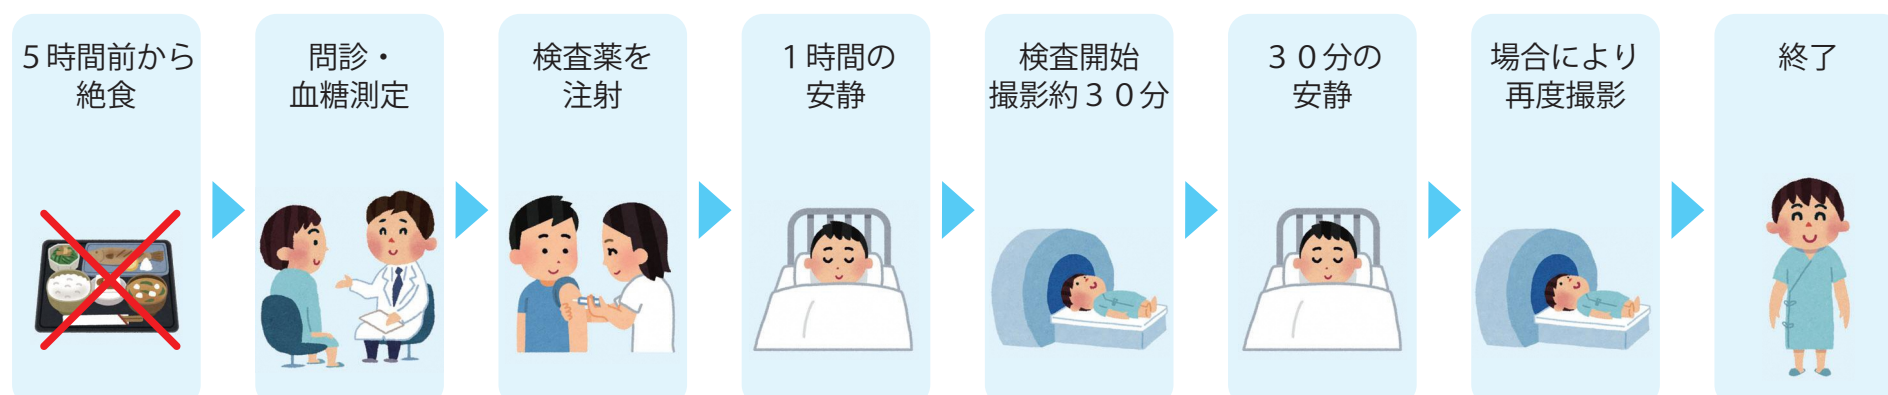 ５時間前から
絶食
問診・
血糖測定
検査薬を
注射
１時間の
安静
検査開始
撮影約３０分
３０分の
安静
場合により
再度撮影
終了